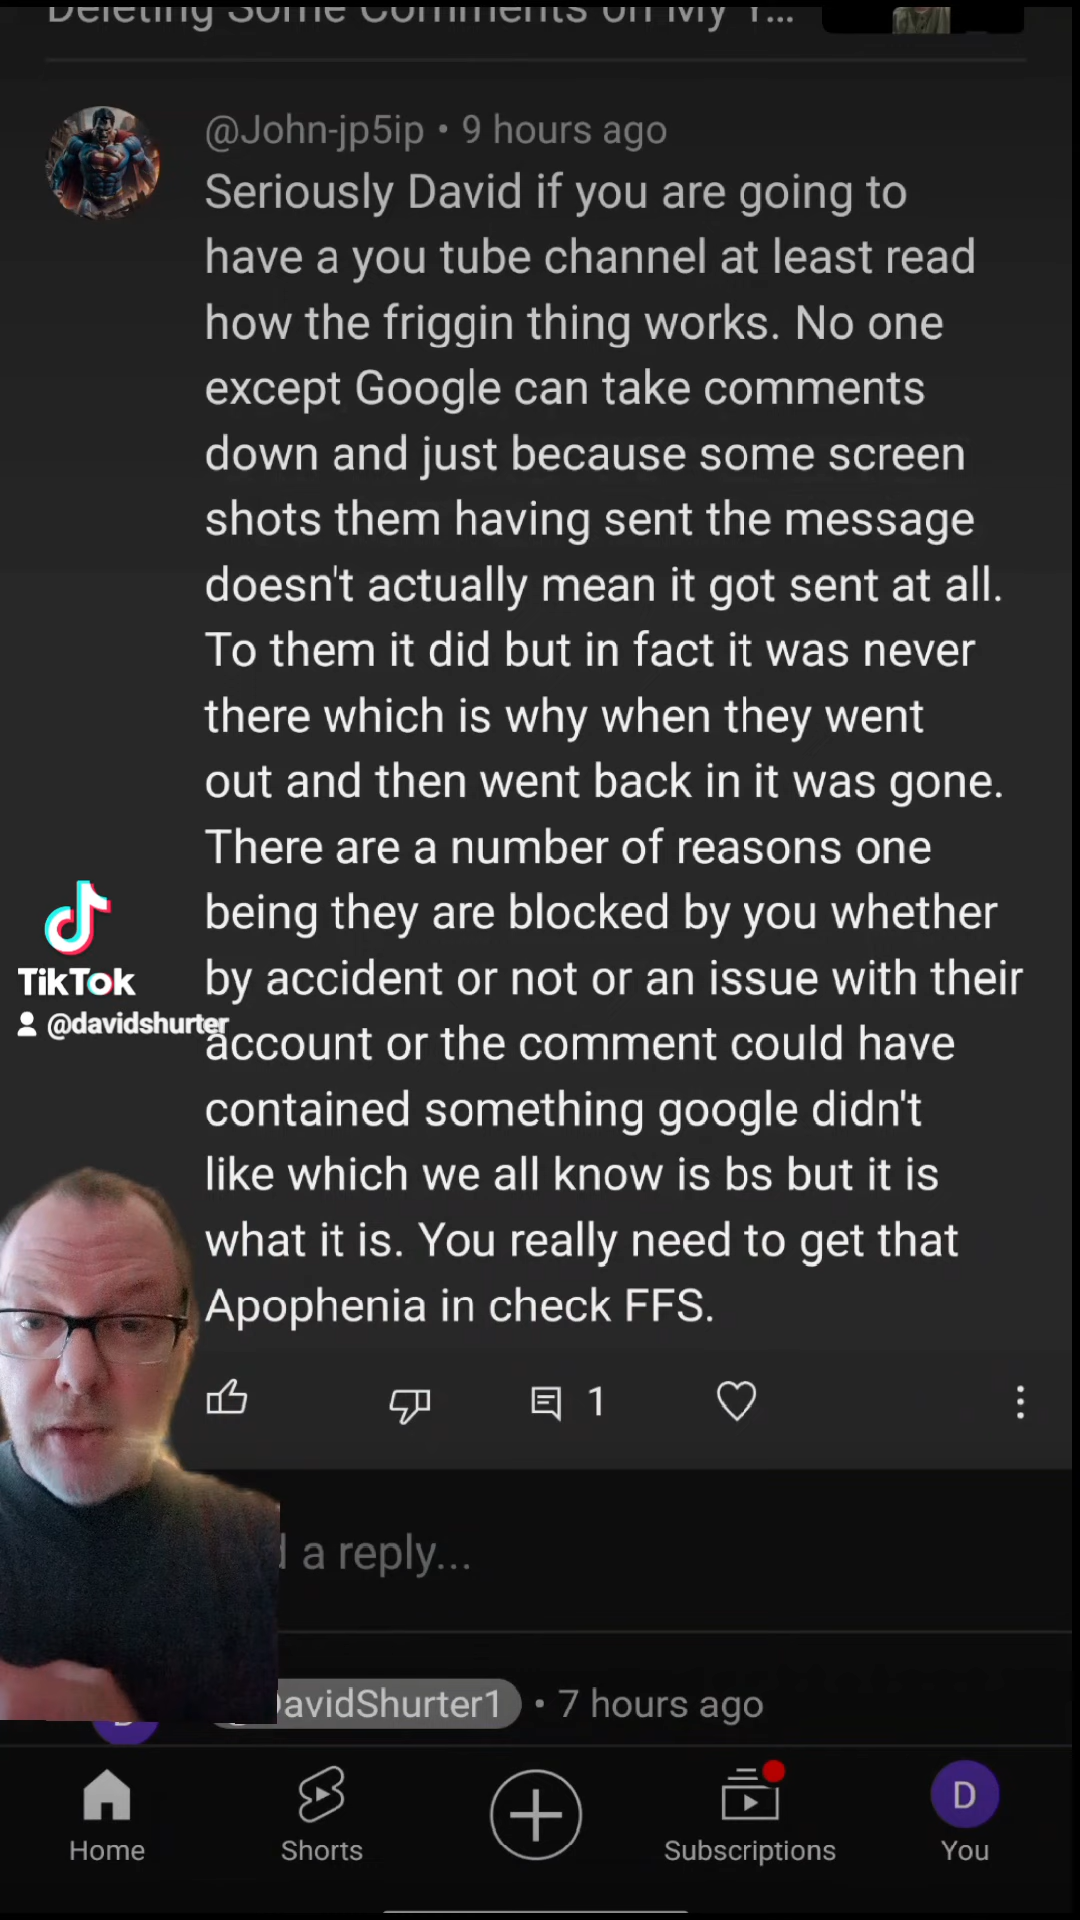 Deleting Some Comments on My Y...
@John-jp5ip • 9 hours ago
Seriously David if you are going to
have a you tube channel at least read
how the friggin thing works. No one
except Google can take comments
down and just because some screen
shots them having sent the message
doesn't actually mean it got sent at all.
To them it did but in fact it was never
there which is why when they went
out and then went back in it was gone.
There are a number of reasons one
being they are blocked by you whether
by accident or not or an issue with their
account or the comment could have
contained something google didn't
like which we all know is bs but it is
what it is. You really need to get that
Apophenia in check FFS.
TikTok
@davidshurter
1
a reply...
avidShurter1 • 7 hours ago
Home
Shorts
Subscriptions
D
You